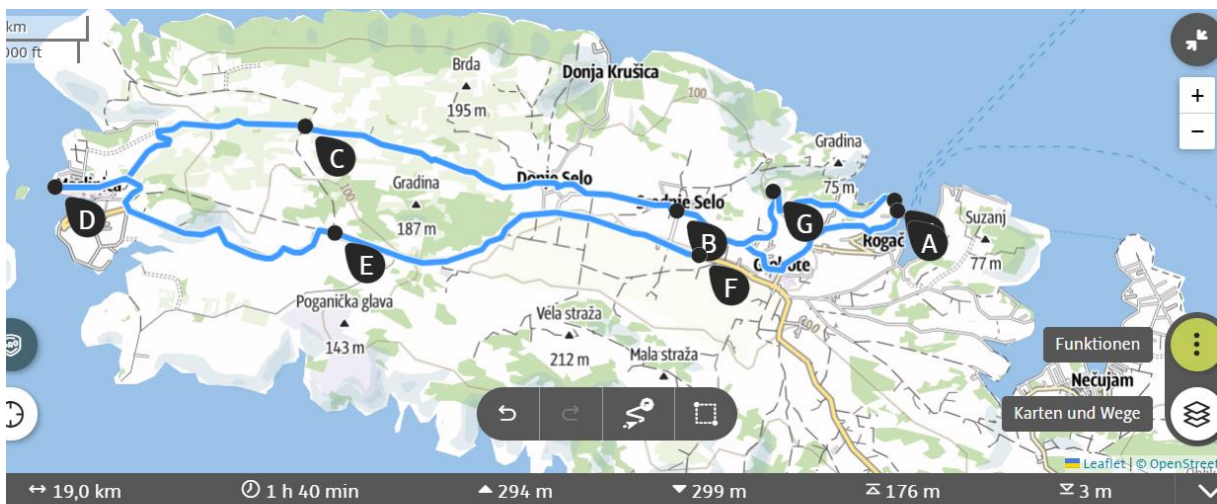 km
000 ft
Brda
195 m
Donja Krušica
100
Gradina
75 m
C
Donje Selo
Gradina
187 m
100
Srednje Selo
G
Suzanj
77 m
D
B
Rogač
A
E
F
Poganička glava
143 m
Vela straža
212 m
Mala straža
100
Funktionen
Nečujam
Karten und Wege
Leaflet | © OpenStreet
19,0 km
1 h 40 min
294 m
299 m
176 m
3 m
+
−